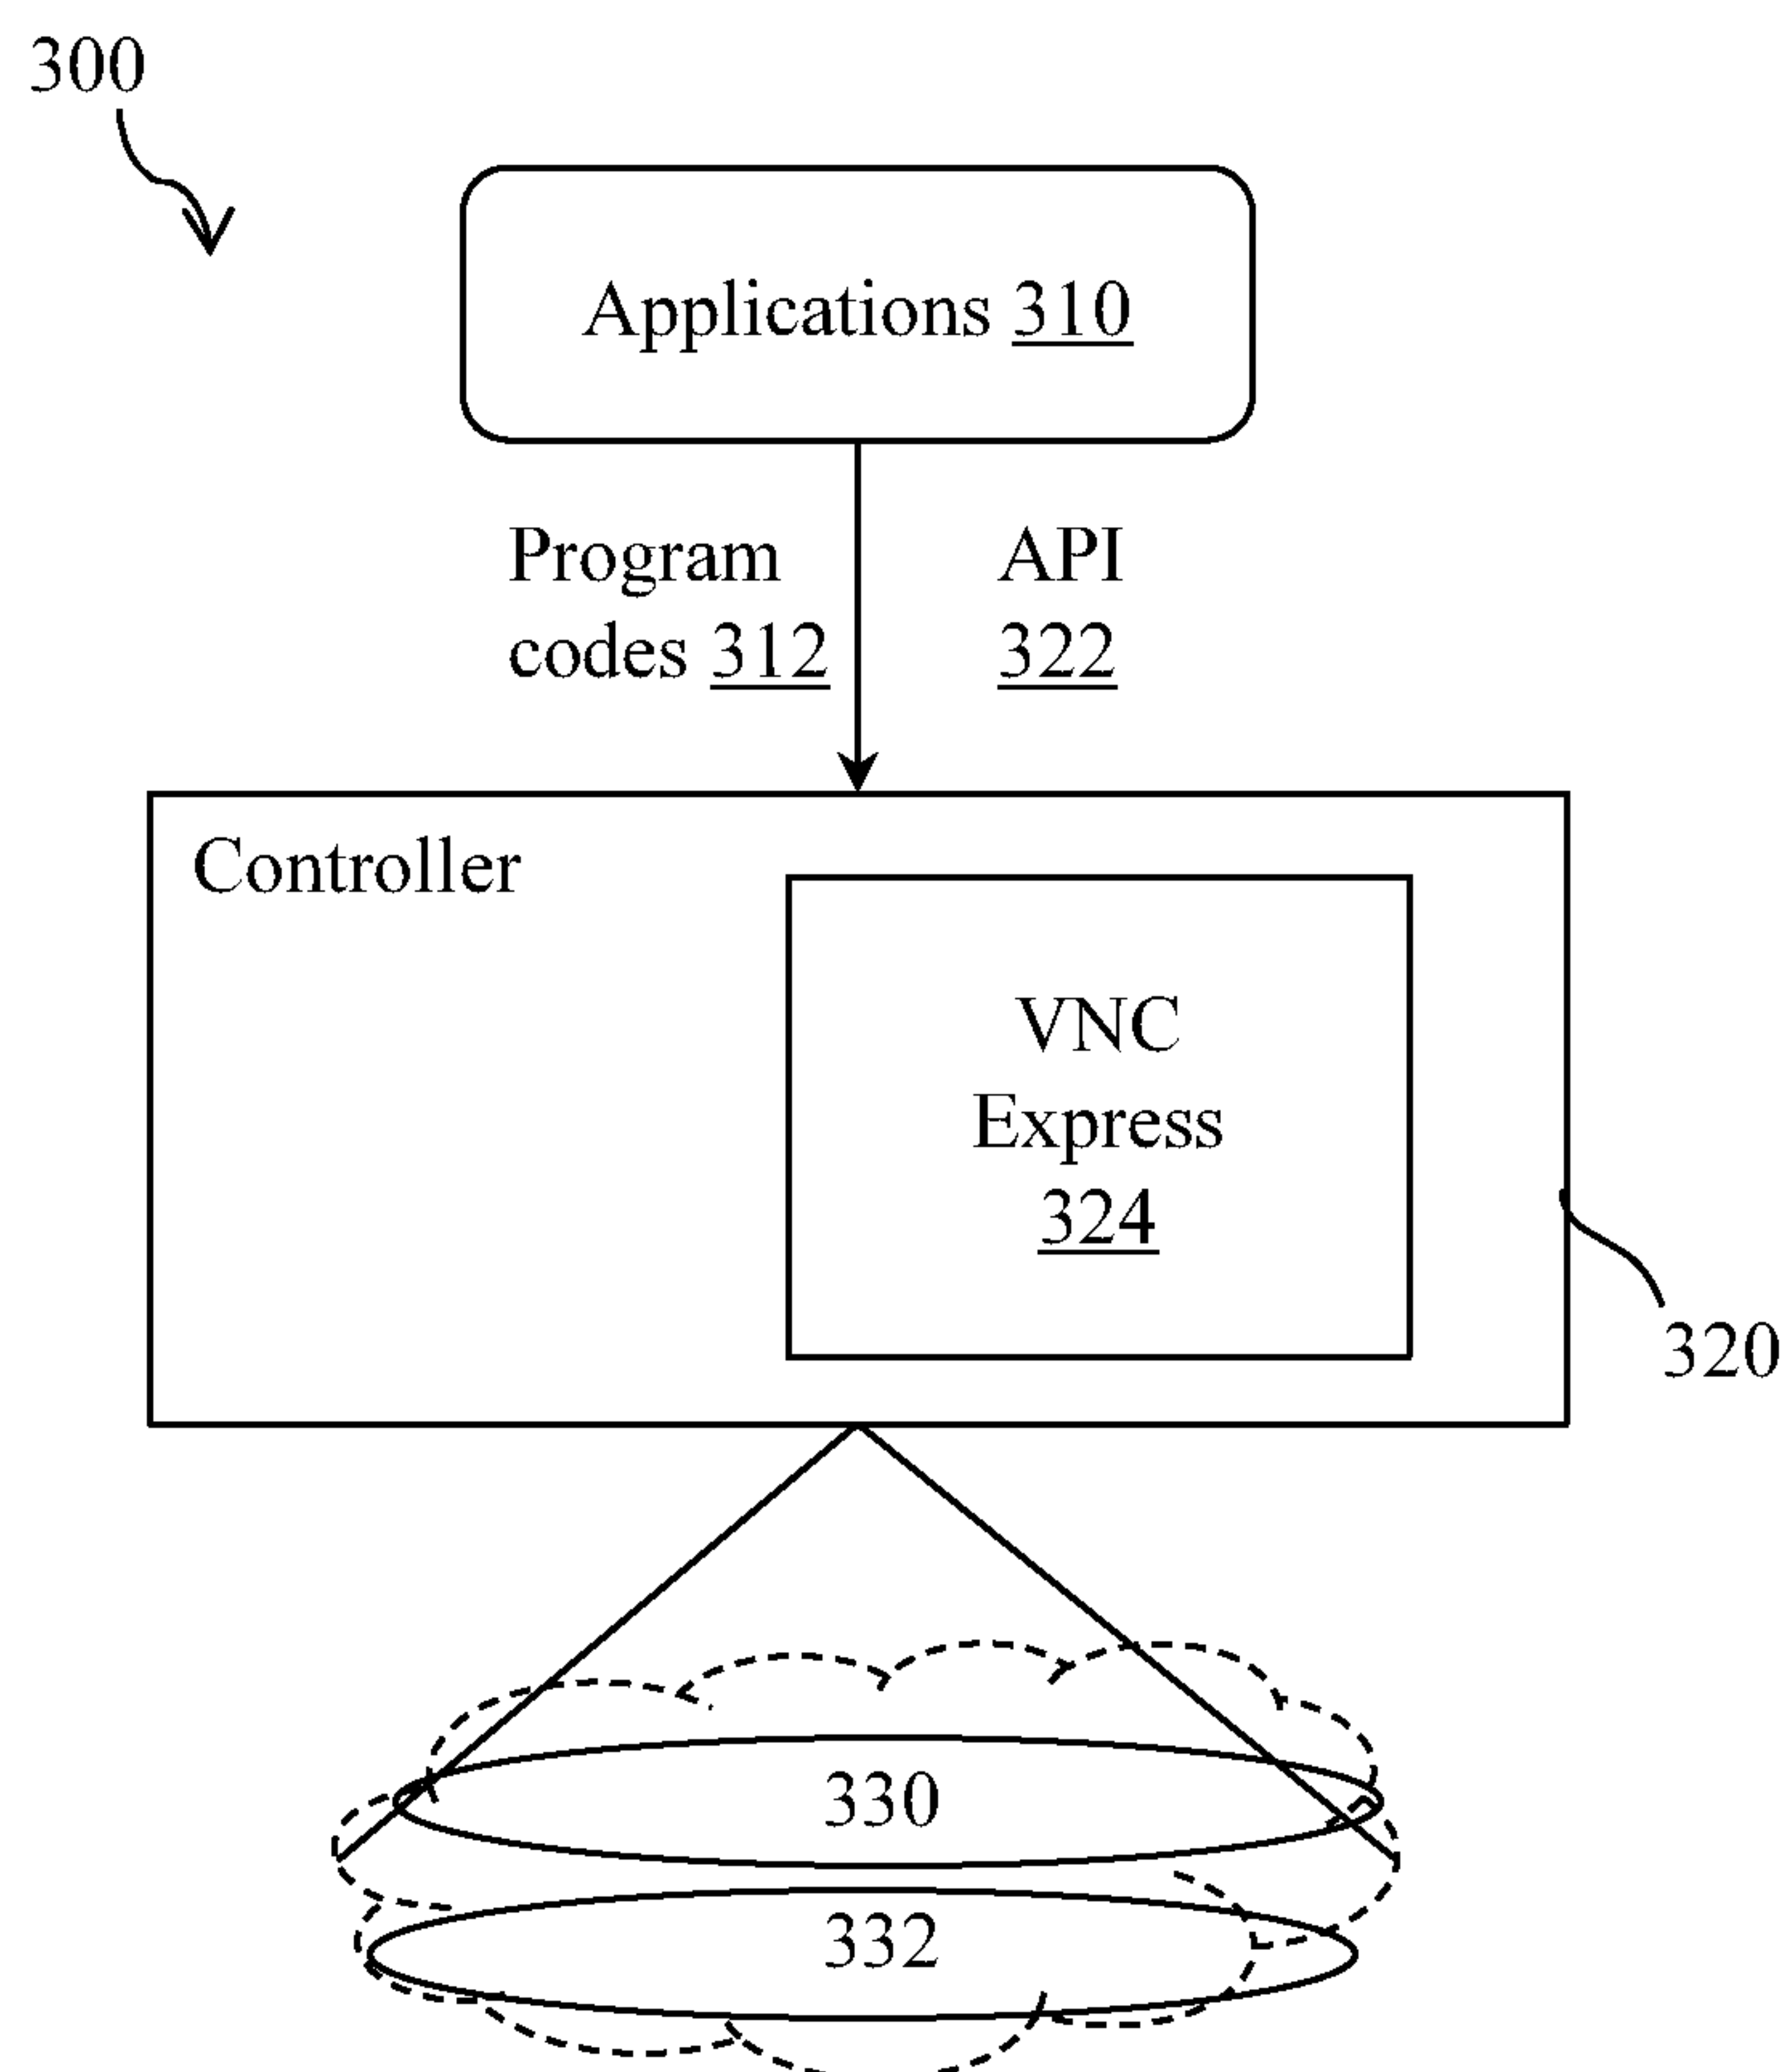 300
Applications 310
Program
codes 312
API
322
Controller
VNC
Express
324
320
330
332